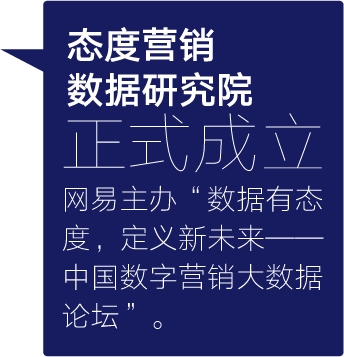 态度营销
数据研究院
正式成立
网易主办“数据有态
度，定义新未来——
中国数字营销大数据
论坛”。